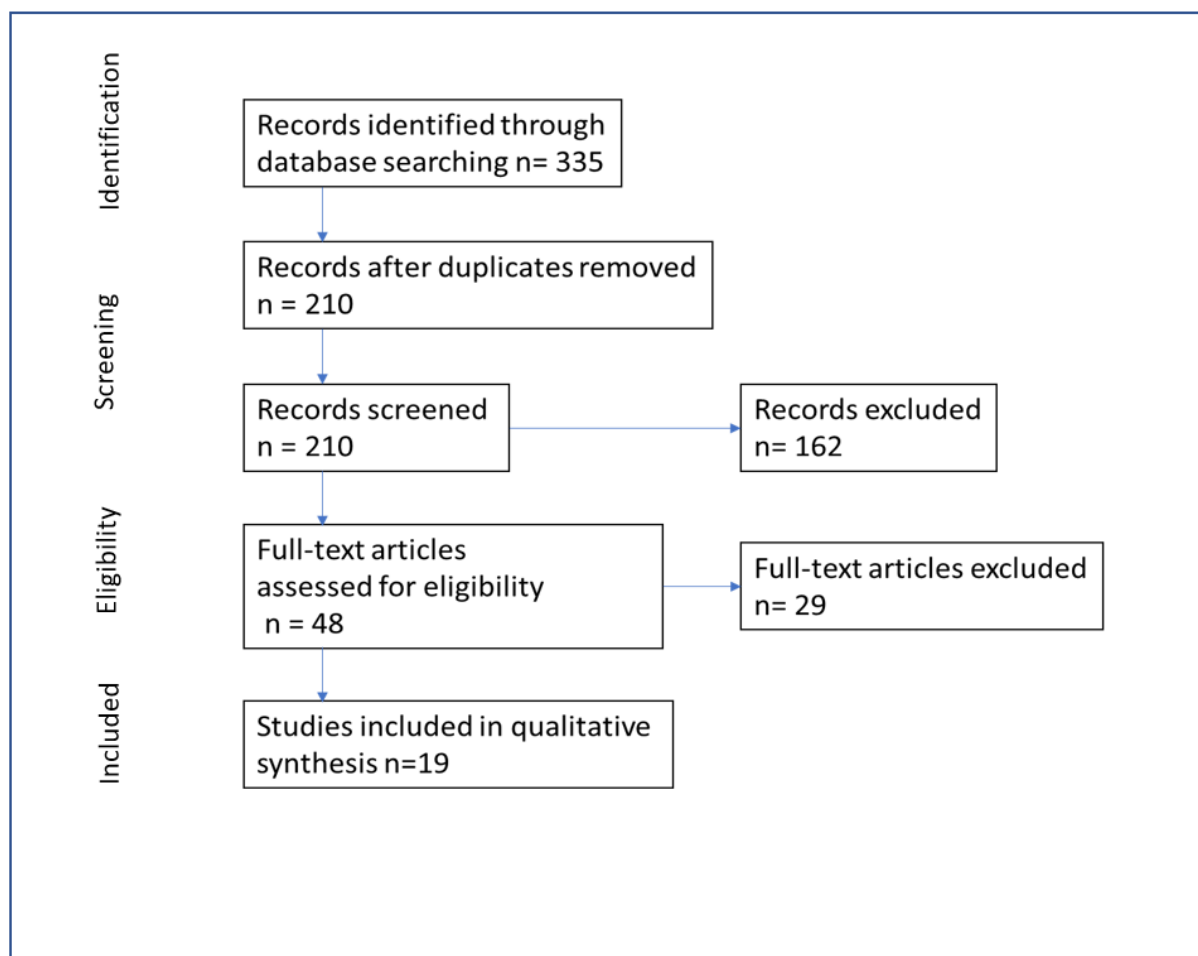 Identification
Records identified through
database searching n= 335
Records after duplicates removed
n = 210
Screening
Records screened
n = 210
Records excluded
n= 162
Eligibility
Full-text articles
assessed for eligibility
n = 48
Full-text articles excluded
n= 29
Included
Studies included in qualitative
synthesis n=19